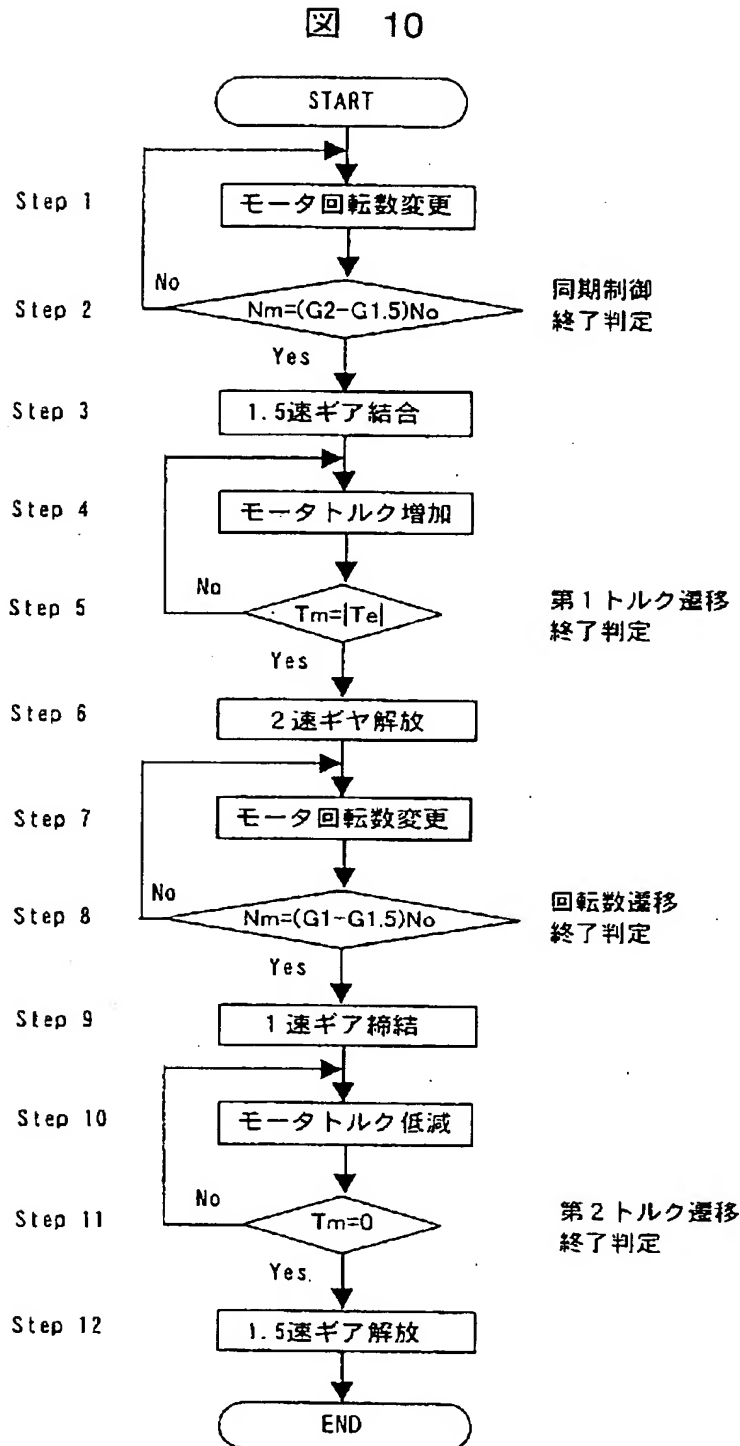 図 10
START
Step 1
モータ回転数変更
No
Step 2
Nm=(G2-G1.5)No
同期制御
終了判定
Yes
Step 3
1.5速ギア結合
Step 4
モータトルク増加
No
Step 5
Tm=|Te|
第1トルク遷移
終了判定
Yes
Step 6
2速ギヤ解放
Step 7
モータ回転数変更
No
Step 8
Nm=(G1-G1.5)No
回転数遷移
終了判定
Yes
Step 9
1速ギア締結
Step 10
モータトルク低減
No
Step 11
Tm=0
第2トルク遷移
終了判定
Yes
Step 12
1.5速ギア解放
END